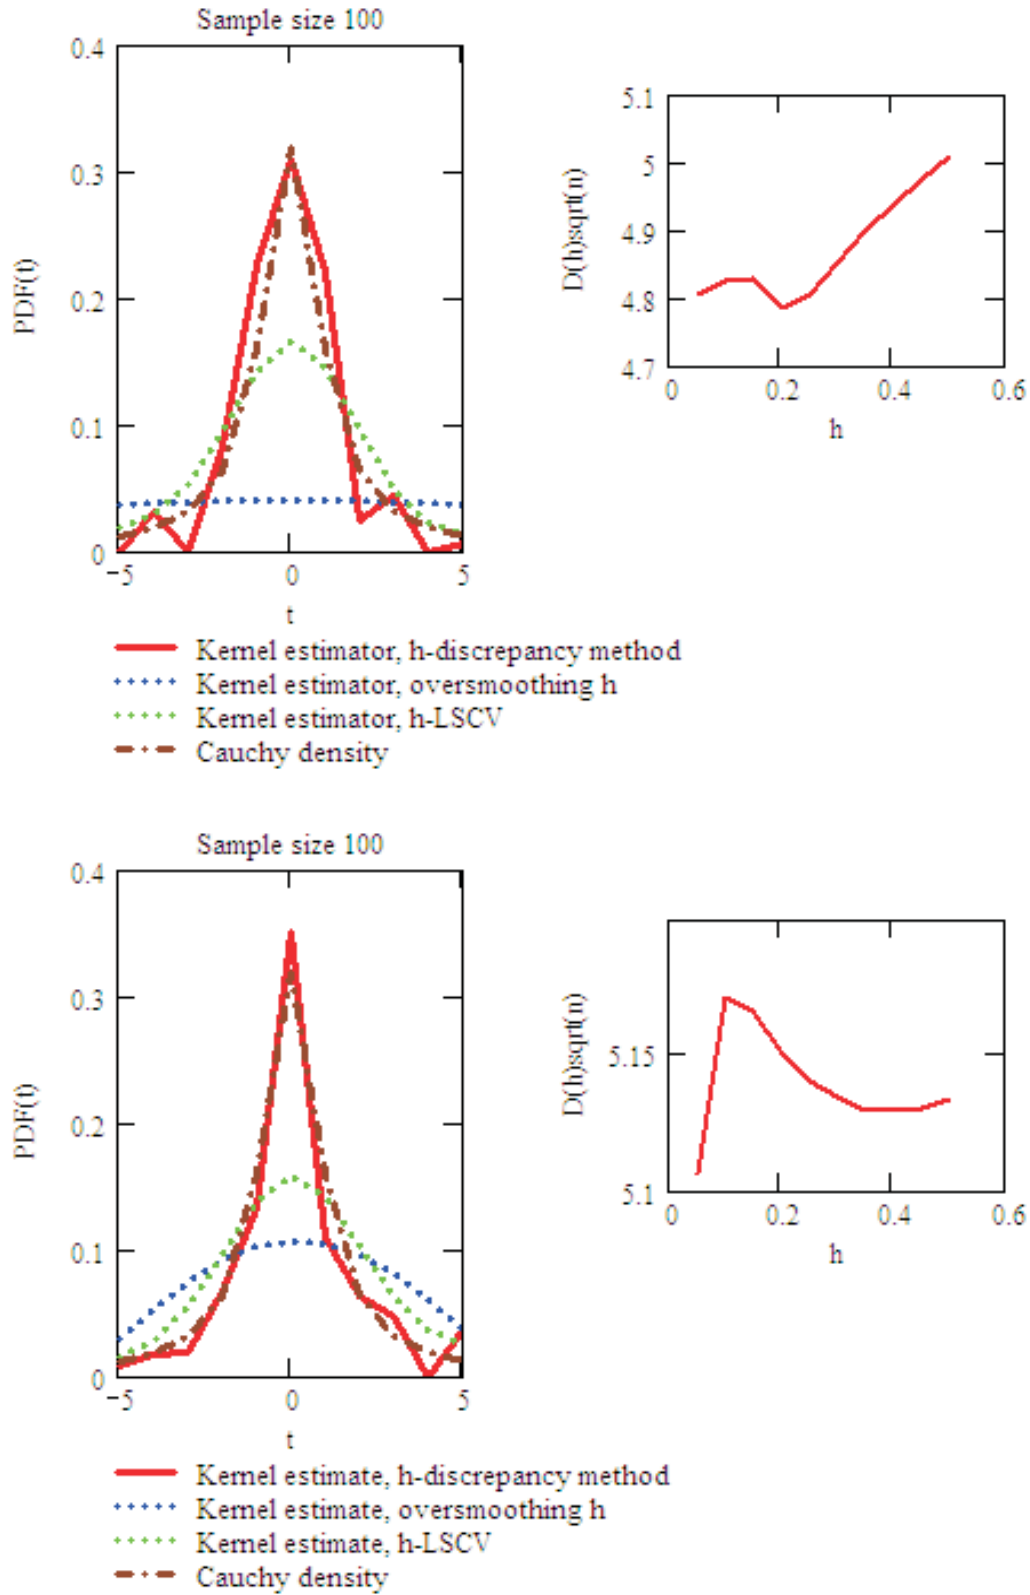 Sample size 100
0.4
0.3
0.2
0.1
0
−5
0
5
PDF(t)
t
5.1
5
4.9
4.8
4.7
0
0.2
0.4
0.6
D(h)sqrt(n)
h
Kernel estimator, h-discrepancy method
Kernel estimator, oversmoothing h
Kernel estimator, h-LSCV
Cauchy density
Sample size 100
0.4
0.3
0.2
0.1
0
−5
0
5
PDF(t)
t
5.15
5.1
0
0.2
0.4
0.6
D(h)sqrt(n)
h
Kernel estimate, h-discrepancy method
Kernel estimate, oversmoothing h
Kernel estimate, h-LSCV
Cauchy density